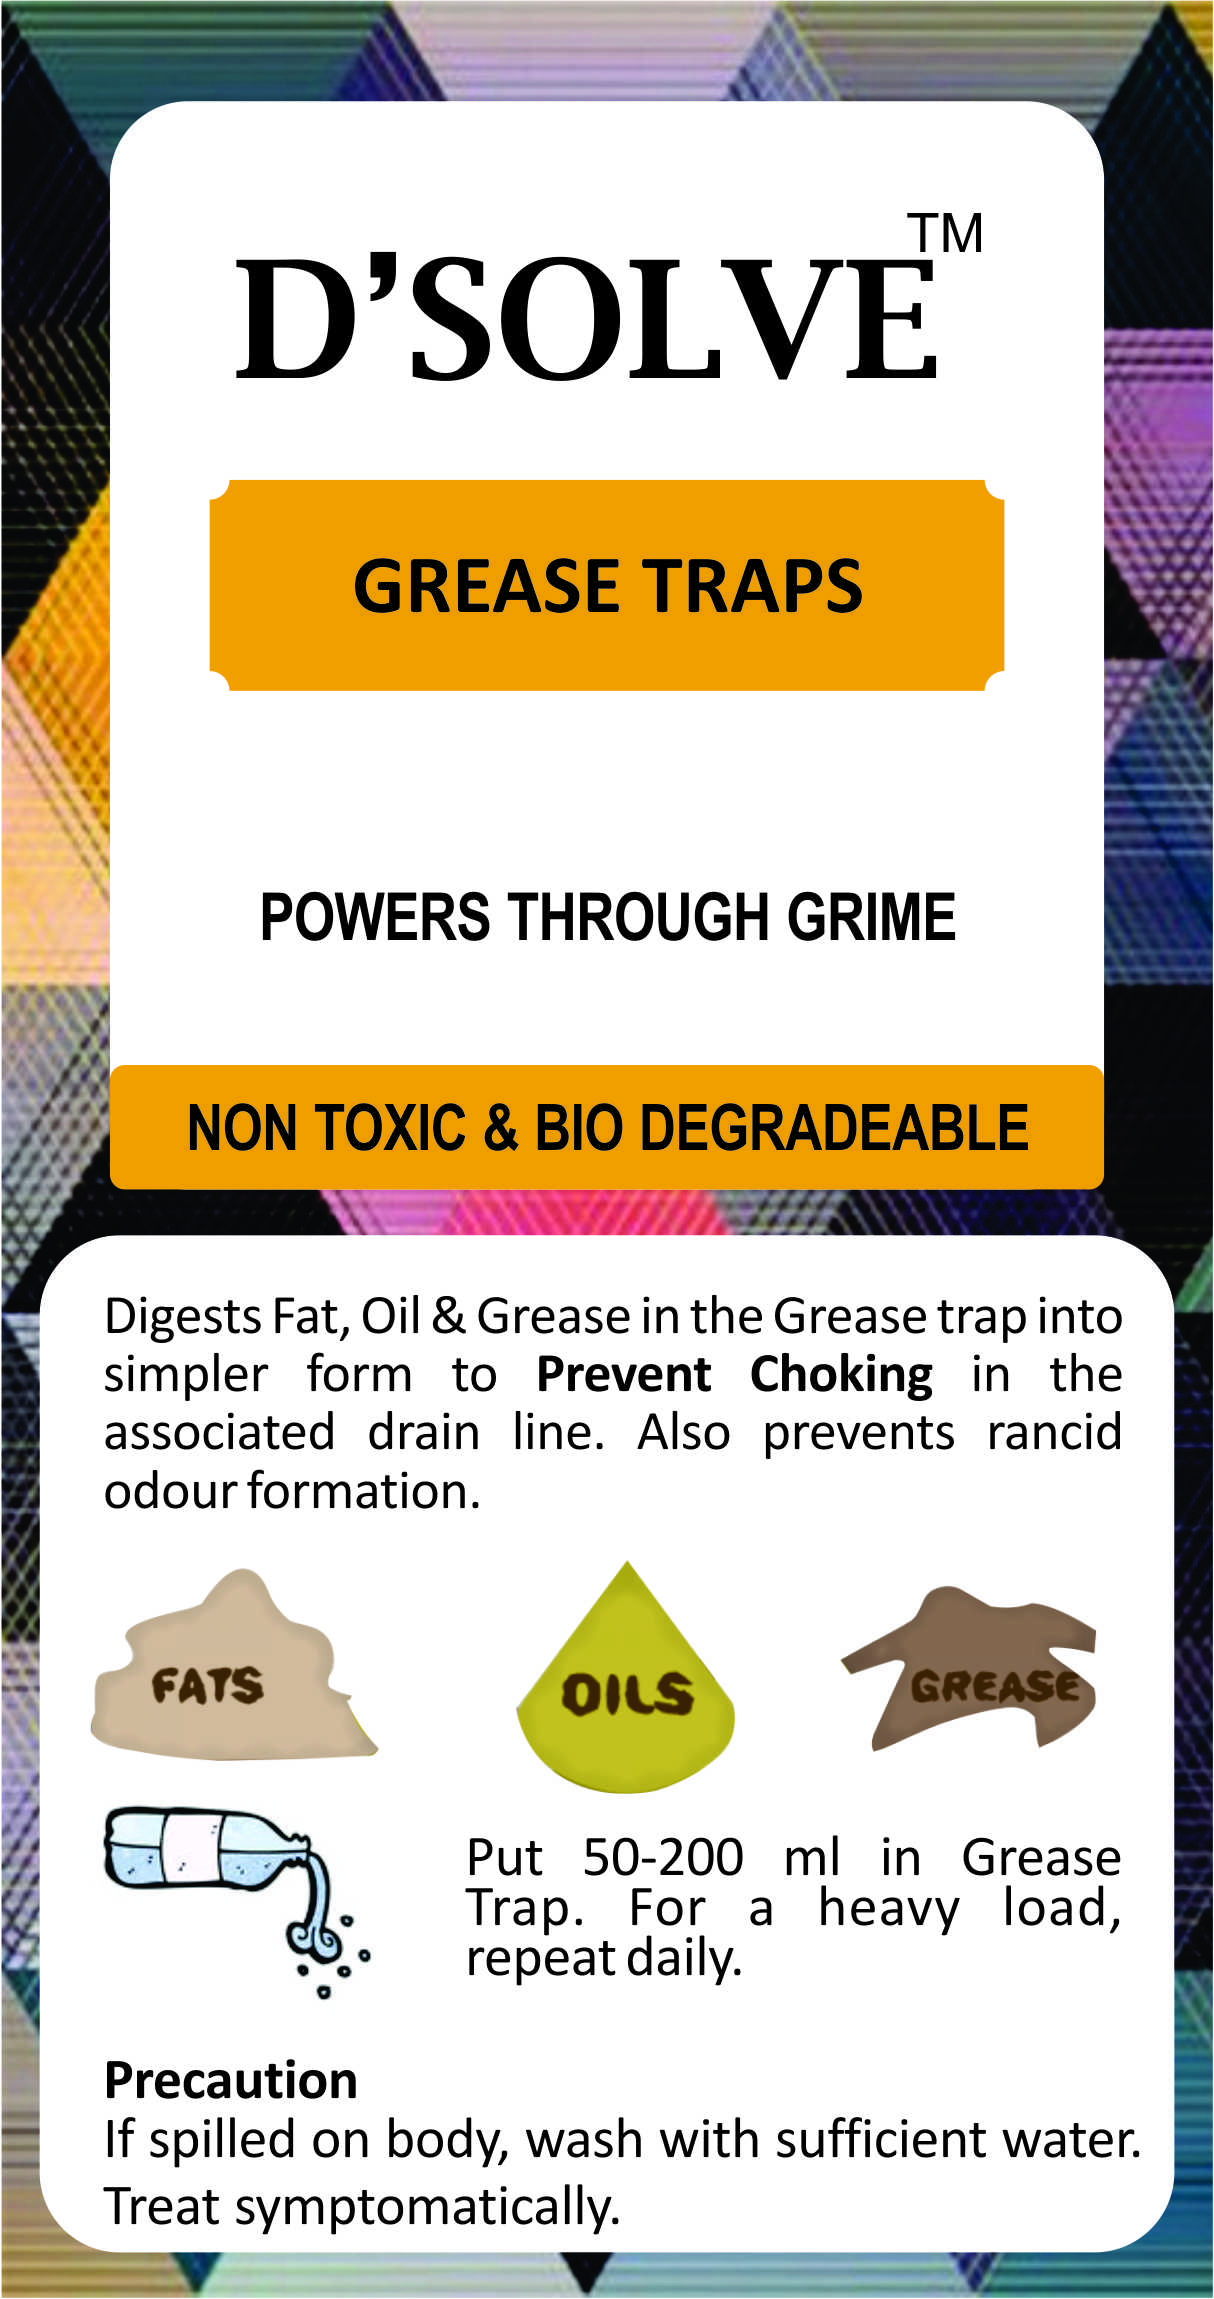 D’SOLVE™
GREASE TRAPS
POWERS THROUGH GRIME
NON TOXIC & BIO DEGRADEABLE
Digests Fat, Oil & Grease in the Grease trap into
simpler form to Prevent Choking in the
associated drain line. Also prevents rancid
odour formation.
FATS
OILS
GREASE
Put 50-200 ml in Grease
Trap. For a heavy load,
repeat daily.
Precaution
If spilled on body, wash with sufficient water.
Treat symptomatically.